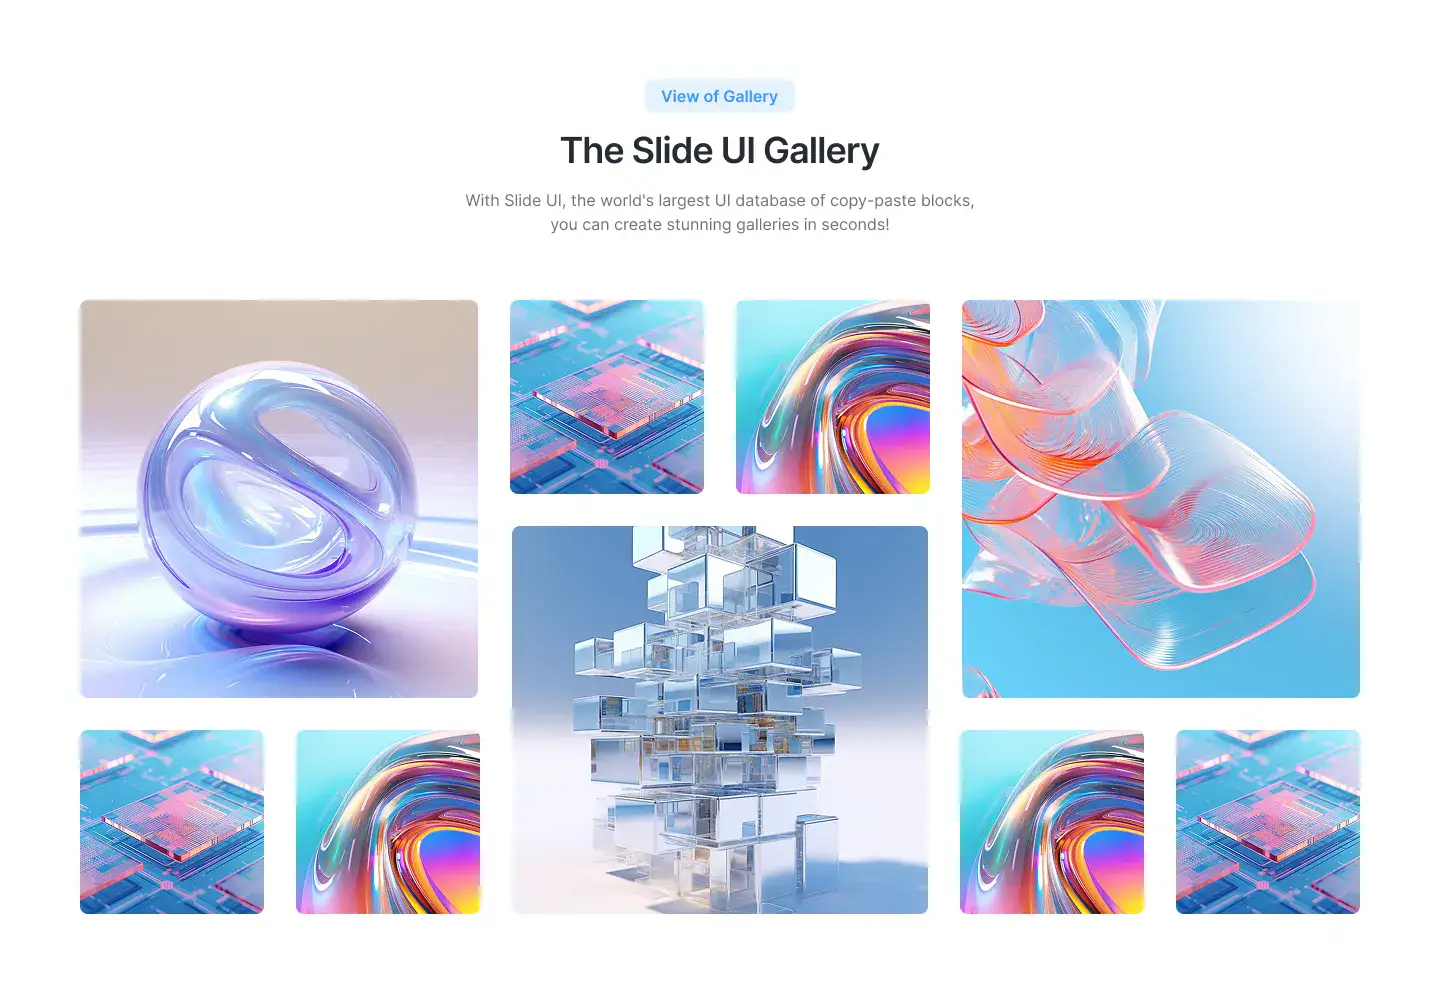 View of Gallery
The Slide UI Gallery
With Slide UI, the world's largest UI database of copy-paste blocks,
you can create stunning galleries in seconds!